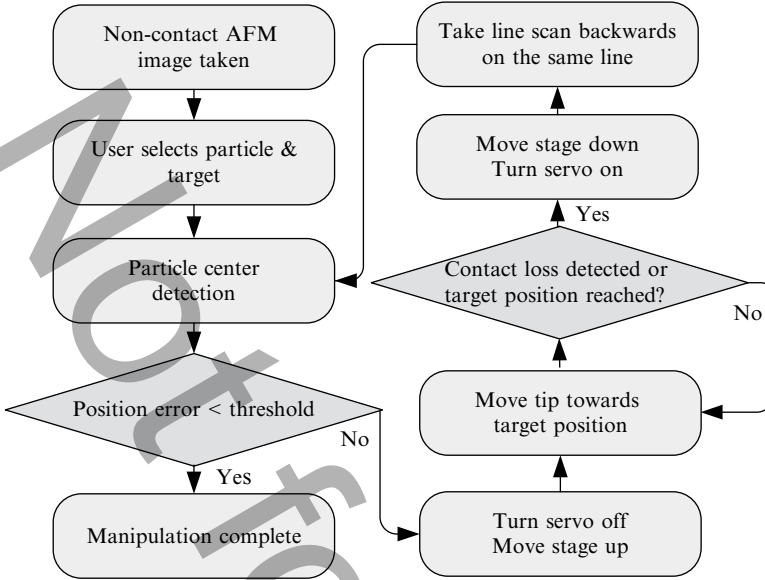 Non-contact AFM
image taken
User selects particle &
target
Particle center
detection
Position error < threshold
No
Yes
Manipulation complete
Take line scan backwards
on the same line
Move stage down
Turn servo on
Yes
Contact loss detected or
target position reached?
No
Move tip towards
target position
Turn servo off
Move stage up
Not